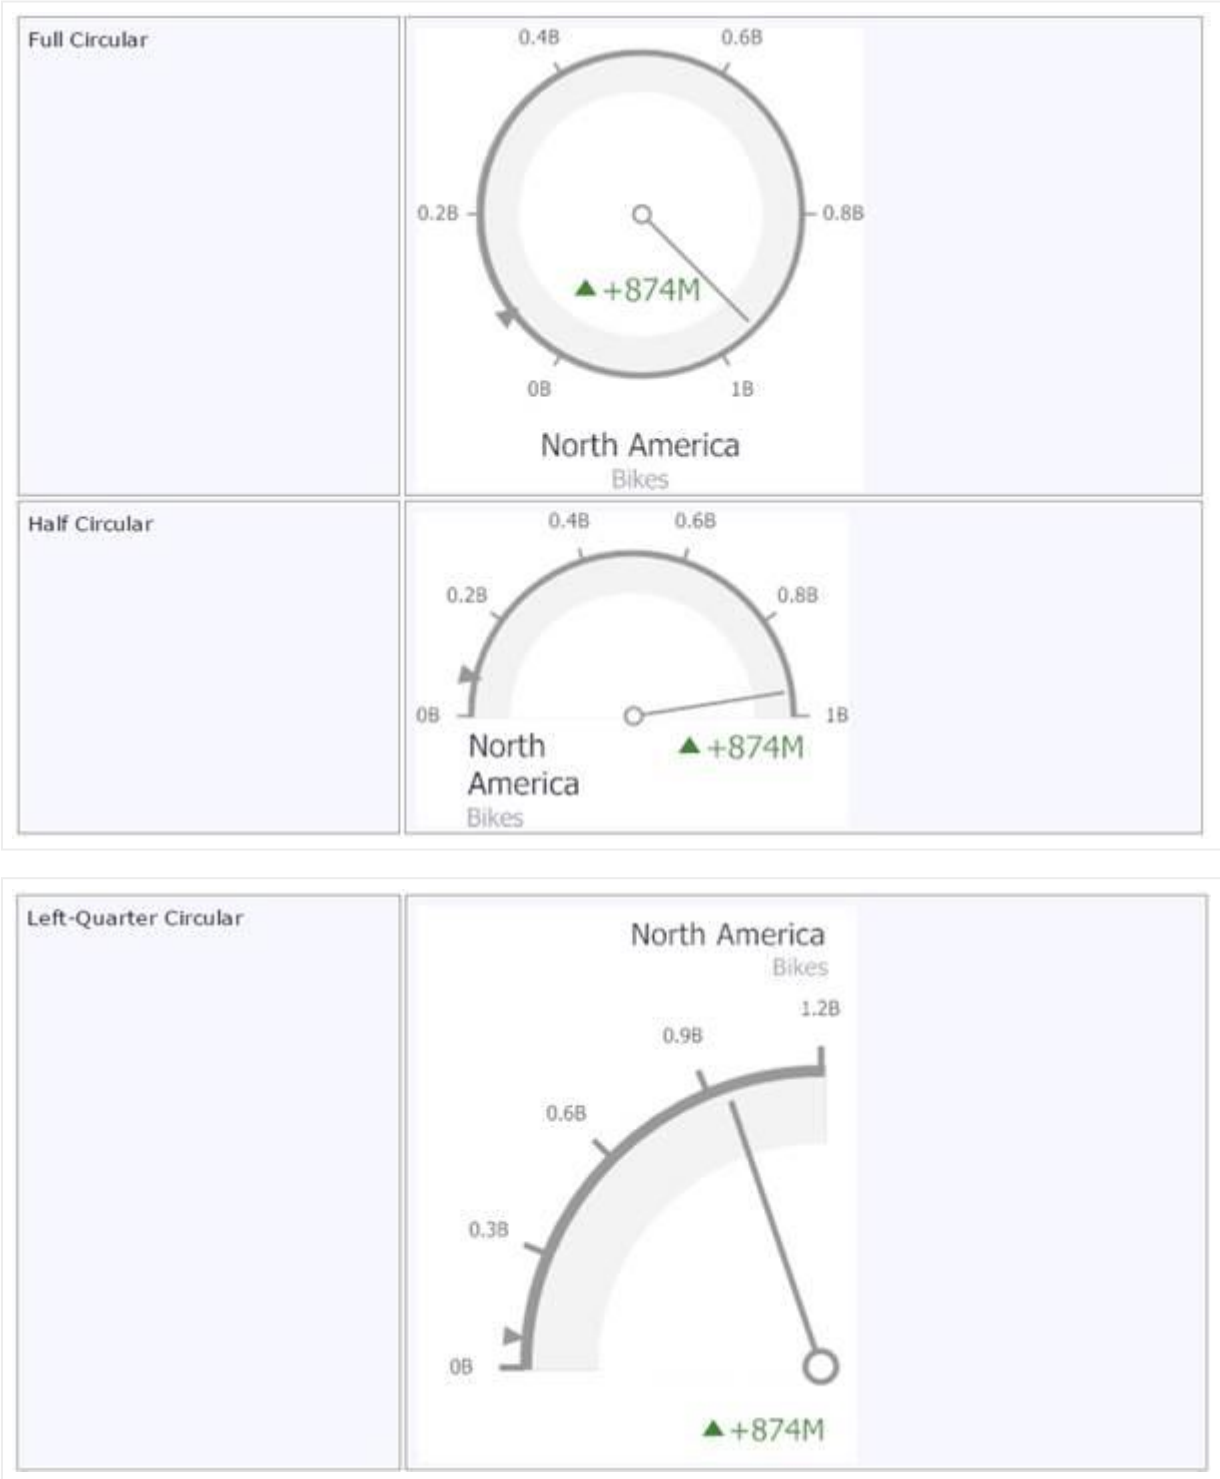 Full Circular
0.4B 0.6B
0.2B 0.8B
▲+874M
0B 1B
North America
Bikes
Half Circular
0.4B 0.6B
0.2B 0.8B
0B 1B
North
America
▲+874M
Bikes
Left-Quarter Circular
North America
Bikes
1.2B
0.9B
0.6B
0.3B
0B
▲+874M